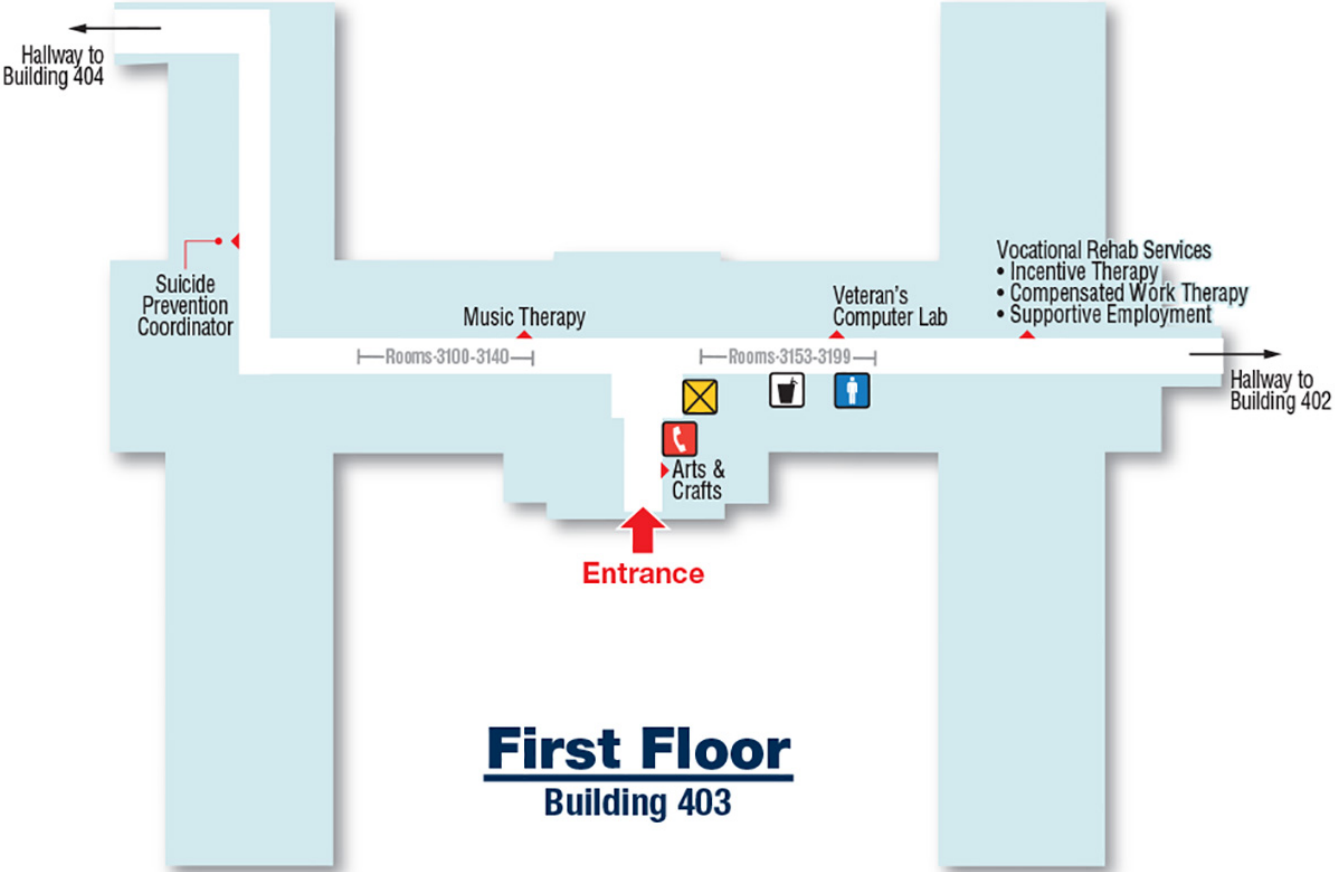 Hallway to
Building 404
Suicide
Prevention
Coordinator
Music Therapy
Veteran's
Computer Lab
Vocational Rehab Services
• Incentive Therapy
• Compensated Work Therapy
• Supportive Employment
Rooms-3100-3140
Rooms-3153-3199
Hallway to
Building 402
Arts &
Crafts
Entrance
First Floor
Building 403